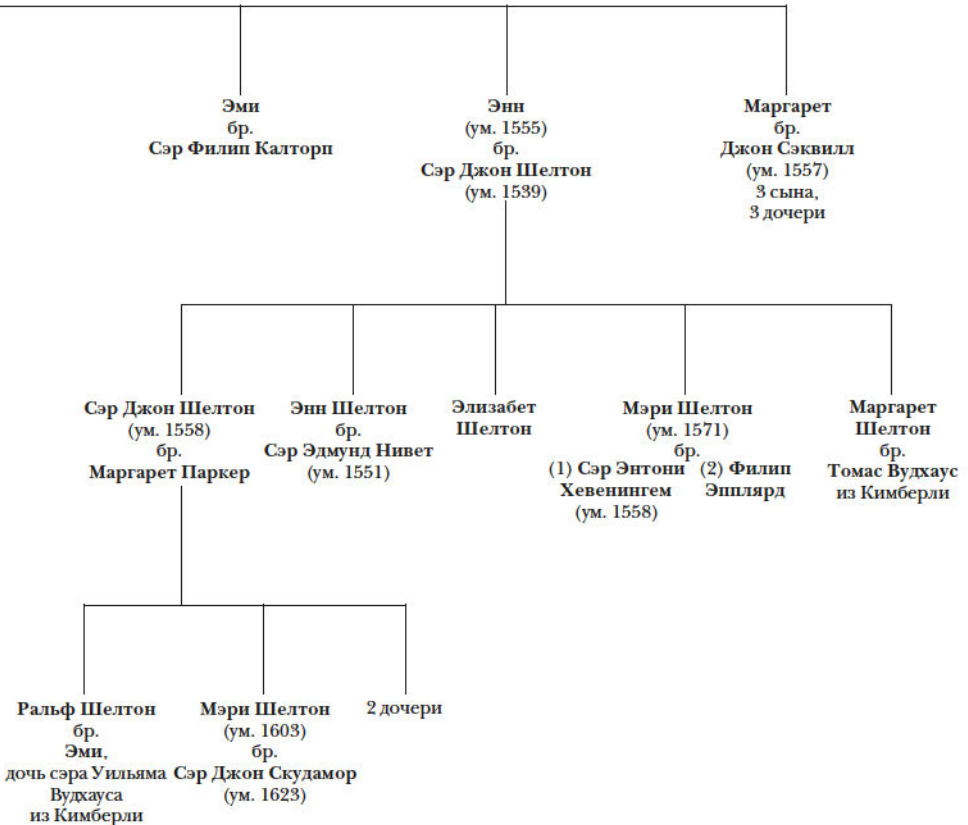 Эми
бр.
Сэр Филип Калторп
Энн
(ум. 1555)
бр.
Сэр Джон Шелтон
(ум. 1539)
Маргарет
бр.
Джон Сэквилл
(ум. 1557)
3 сына,
3 дочери
Сэр Джон Шелтон
(ум. 1558)
бр.
Маргарет Паркер
Энн Шелтон
бр.
Сэр Эдмунд Нивет
(ум. 1551)
Элизабет
Шелтон
Мэри Шелтон
(ум. 1571)
бр.
(1) Сэр Энтони
Хевенингем
(ум. 1558)
(2) Филип
Эпплярд
Маргарет
Шелтон
бр.
Томас Вудхаус
из Кимберли
Ральф Шелтон
бр.
Эми,
дочь сэра Уильяма
Вудхауса
из Кимберли
Мэри Шелтон
(ум. 1603)
бр.
Сэр Джон Скудамор
(ум. 1623)
2 дочери